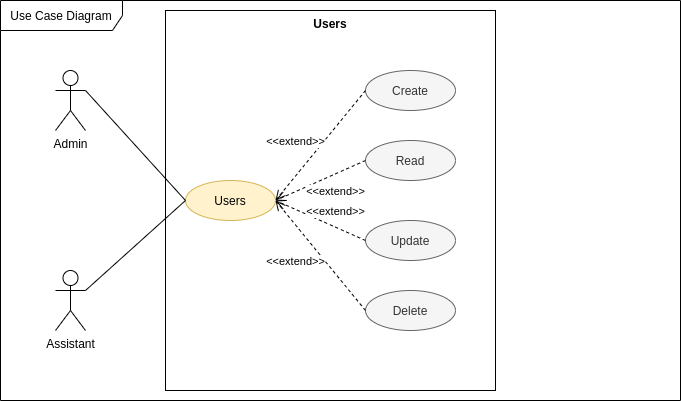 Use Case Diagram
Users
Admin
Assistant
Users
<<extend>>
<<extend>>
<<extend>>
<<extend>>
Create
Read
Update
Delete